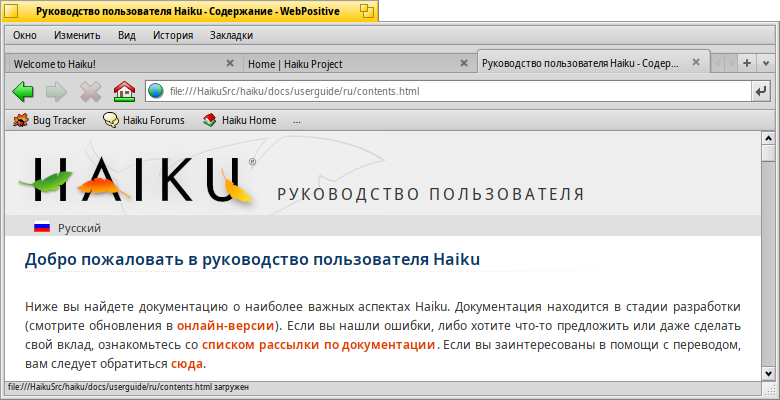 Руководство пользователя Haiku - Содержание - WebPositive
Окно Изменить Вид История Закладки
Welcome to Haiku! Home | Haiku Project Руководство пользователя Haiku - Содер...
file:///HaikuSrc/haiku/docs/userguide/ru/contents.html
Bug Tracker Haiku Forums Haiku Home ...
HAIKU® РУКОВОДСТВО ПОЛЬЗОВАТЕЛЯ
Русский
Добро пожаловать в руководство пользователя Haiku
Ниже вы найдете документацию о наиболее важных аспектах Haiku. Документация находится в стадии разработки
(смотрите обновления в онлайн-версии). Если вы нашли ошибки, либо хотите что-то предложить или даже сделать
свой вклад, ознакомьтесь со списком рассылки по документации. Если вы заинтересованы в помощи с переводом,
вам следует обратиться сюда.
file:///HaikuSrc/haiku/docs/userguide/ru/contents.html загружен